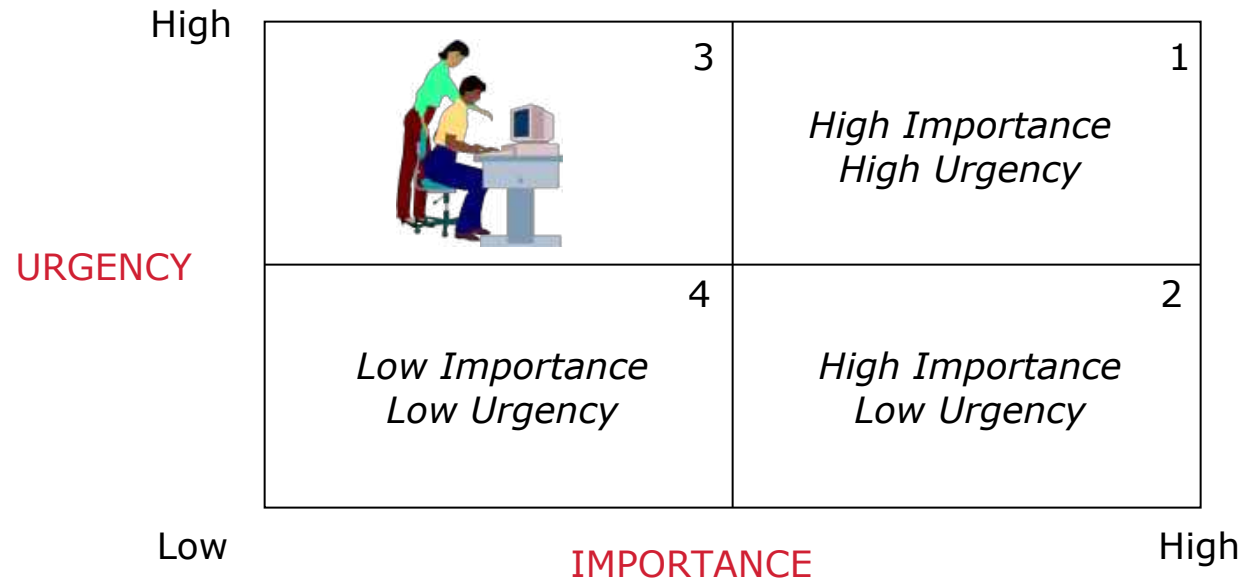 High
3
1
High Importance
High Urgency
URGENCY
4
2
Low Importance
Low Urgency
High Importance
Low Urgency
Low
IMPORTANCE
High